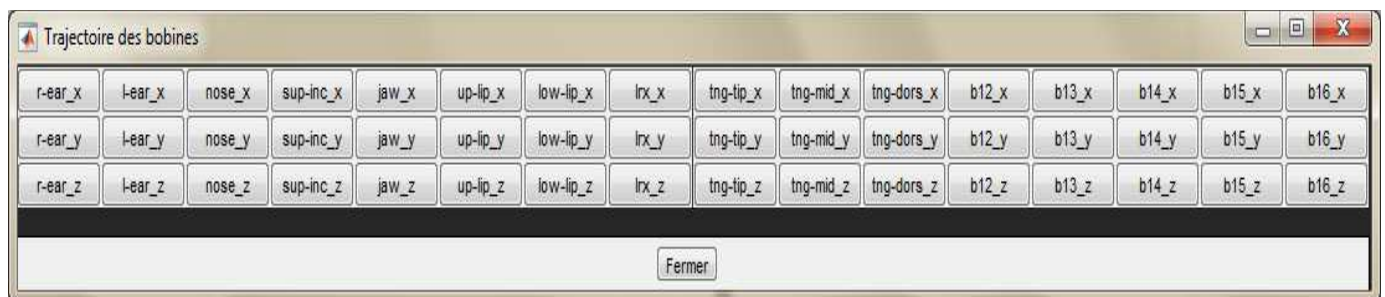 Trajectoire des bobines
r-ear_x l-ear_x nose_x sup-inc_x jaw_x up-lip_x low-lip_x lrx_x tng-tip_x tng-mid_x tng-dors_x b12_x b13_x b14_x b15_x b16_x
r-ear_y l-ear_y nose_y sup-inc_y jaw_y up-lip_y low-lip_y lrx_y tng-tip_y tng-mid_y tng-dors_y b12_y b13_y b14_y b15_y b16_y
r-ear_z l-ear_z nose_z sup-inc_z jaw_z up-lip_z low-lip_z lrx_z tng-tip_z tng-mid_z tng-dors_z b12_z b13_z b14_z b15_z b16_z
Fermer